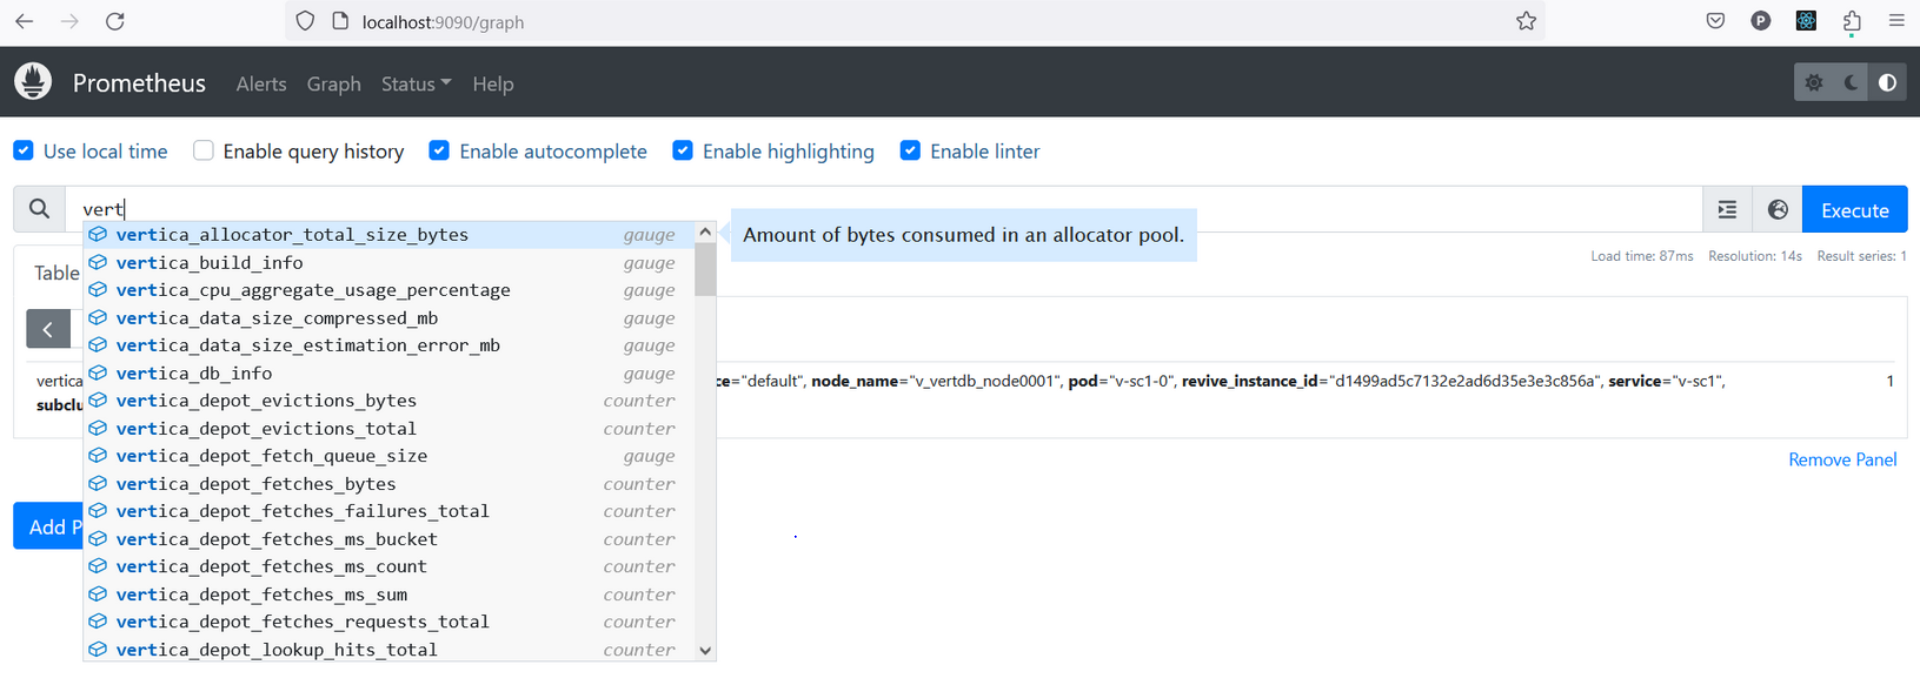 localhost:9090/graph
Prometheus Alerts Graph Status Help
Use local time Enable query history Enable autocomplete Enable highlighting Enable linter
vert Execute
vertica_allocator_total_size_bytes gauge Amount of bytes consumed in an allocator pool.
Load time: 87ms Resolution: 14s Result series: 1
Table vertica_build_info gauge
vertica_cpu_aggregate_usage_percentage gauge
vertica_data_size_compressed_mb gauge
vertica_data_size_estimation_error_mb gauge
vertica_db_info gauge
vertica ce="default", node_name="v_vertdb_node0001", pod="v-sc1-0", revive_instance_id="d1499ad5c7132e2ad6d35e3e3c856a", service="v-sc1", 1
subclu vertica_depot_evictions_bytes counter
vertica_depot_evictions_total counter
vertica_depot_fetch_queue_size gauge Remove Panel
vertica_depot_fetches_bytes counter
vertica_depot_fetches_failures_total counter
Add P
vertica_depot_fetches_ms_bucket counter
vertica_depot_fetches_ms_count counter
vertica_depot_fetches_ms_sum counter
vertica_depot_fetches_requests_total counter
vertica_depot_lookup_hits_total counter